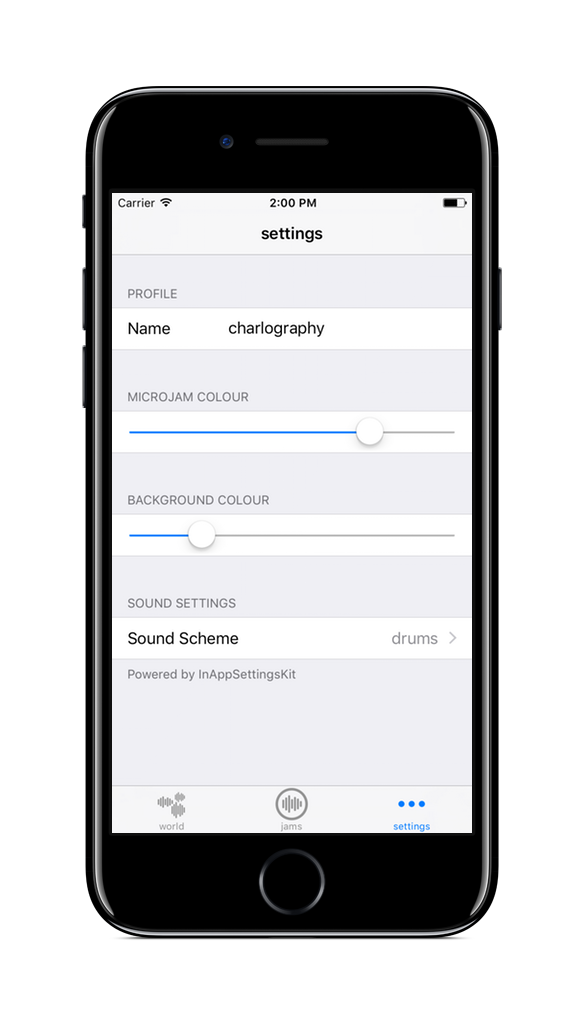 Carrier 2:00 PM
settings
PROFILE
Name charlography
MICROJAM COLOUR
BACKGROUND COLOUR
SOUND SETTINGS
Sound Scheme drums
Powered by InAppSettingsKit
world jams settings